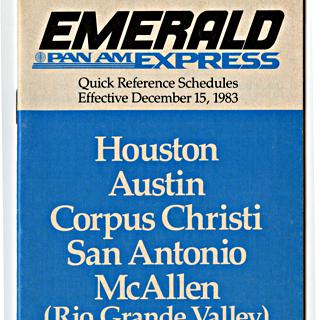 EMERALD
PAN AM EXPRESS
Quick Reference Schedules
Effective December 15, 1983
Houston
Austin
Corpus Christi
San Antonio
McAllen
(Rio Grande Valley)